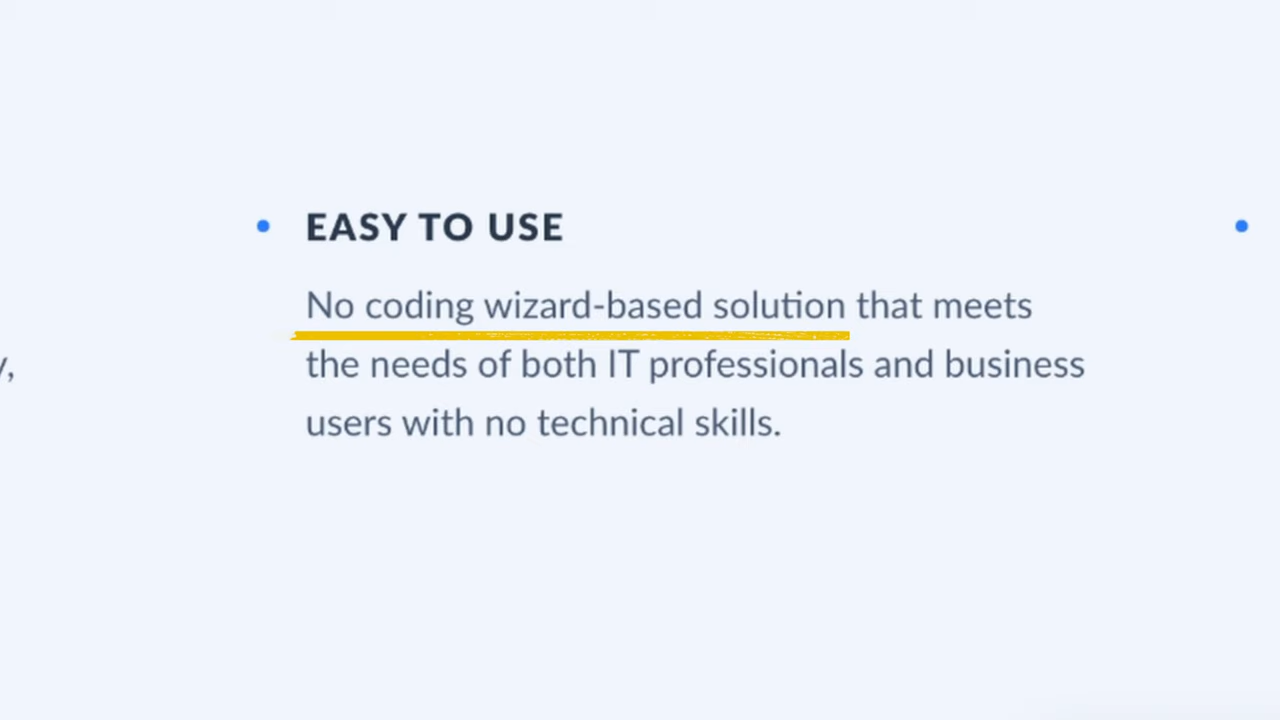 EASY TO USE
No coding wizard-based solution that meets
the needs of both IT professionals and business
users with no technical skills.